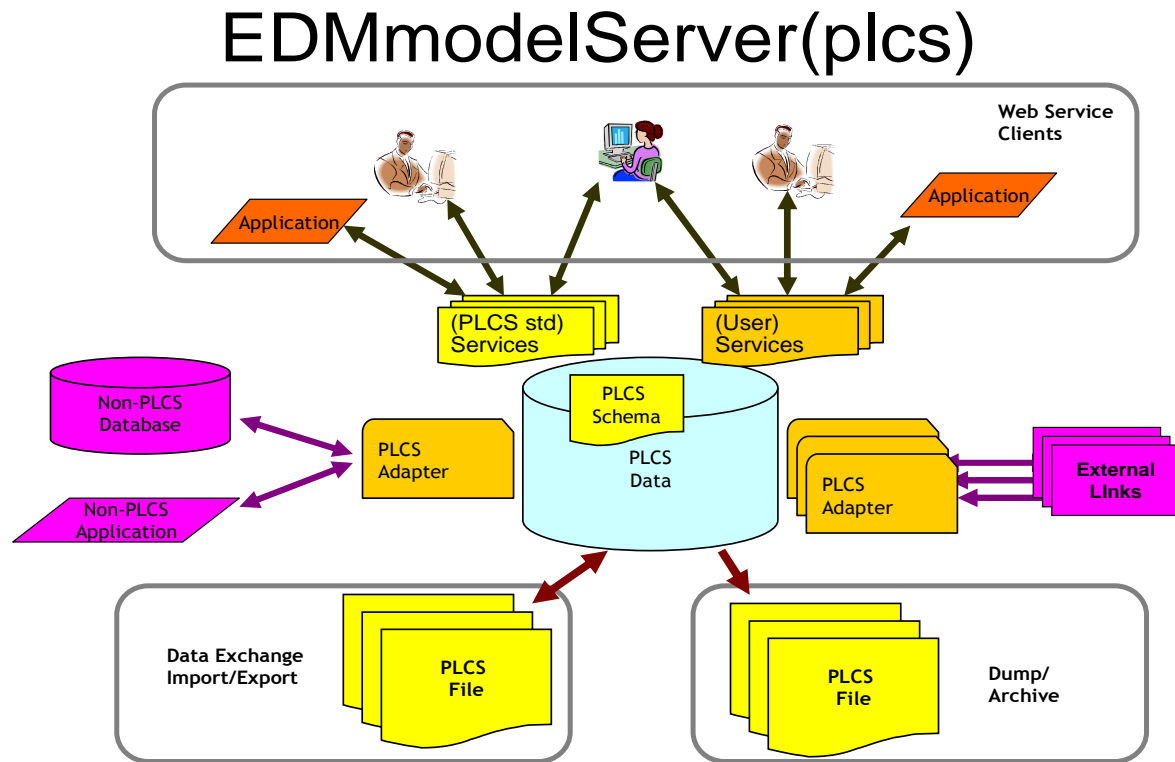 EDMmodelServer(plcs)
Web Service
Clients
Application
Application
(PLCS std)
Services
(User)
Services
Non-PLCS
Database
PLCS
Schema
PLCS
Adapter
PLCS
Data
PLCS
Adapter
External
LInks
Non-PLCS
Application
Data Exchange
Import/Export
PLCS
File
PLCS
File
Dump/
Archive